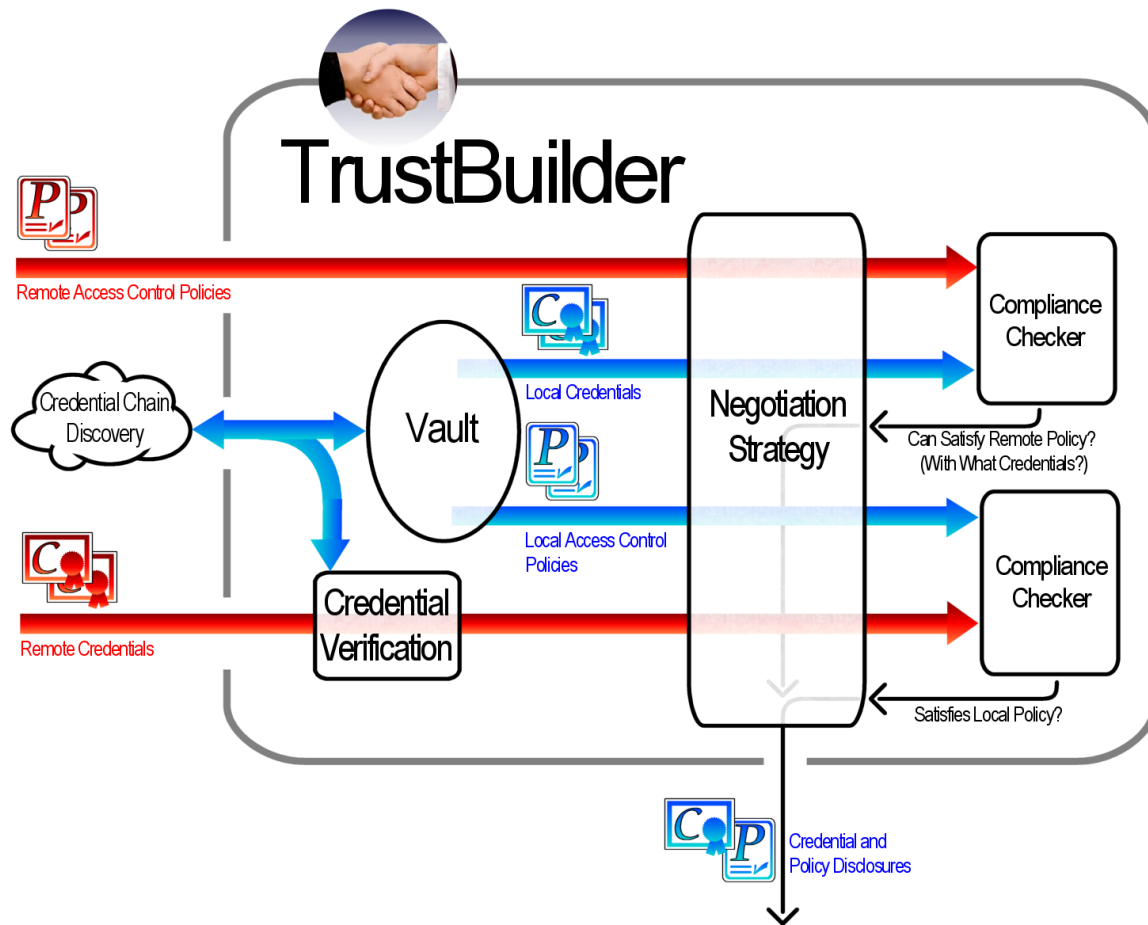 TrustBuilder
P
P
Remote Access Control Policies
C
Local Credentials
Compliance
Checker
Credential Chain
Discovery
Vault
Negotiation
Strategy
Can Satisfy Remote Policy?
(With What Credentials?)
P
P
Local Access Control
Policies
Compliance
Checker
C
C
Remote Credentials
Credential
Verification
Satisfies Local Policy?
C
P
Credential and
Policy Disclosures